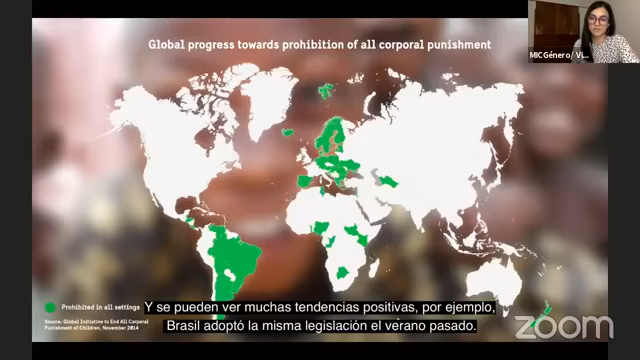 Global progress towards prohibition of all corporal punishment
MICGénero/ Vi...
Prohibited in all settings
Source: Global Initiative to End All Corporal
Punishment of Children, November 2014
Y se pueden ver muchas tendencias positivas, por ejemplo,
Brasil adoptó la misma legislación el verano pasado.
zoom